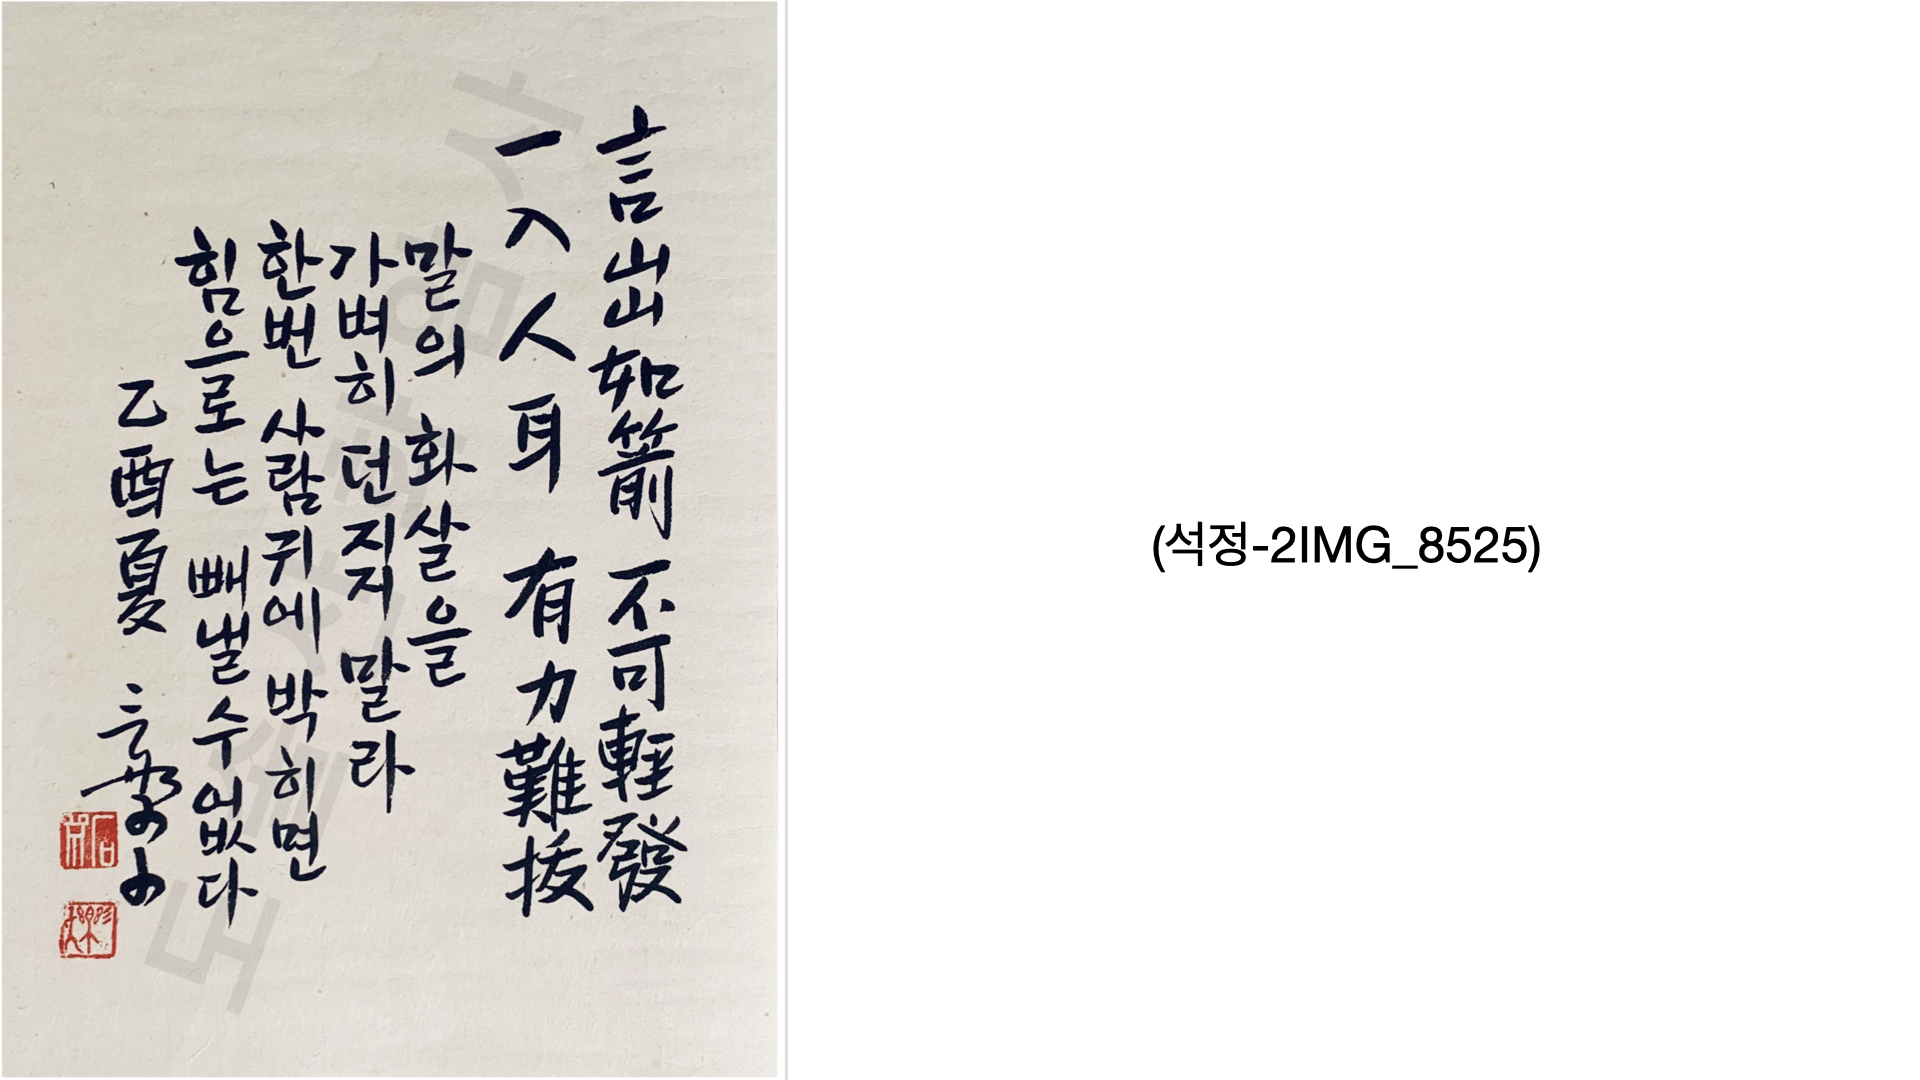 言出如箭 不可輕發
一入人耳 有力難拔
말의 화살을
가벼히 던지지 말라
한번 사람귀에 박히면
힘으로는 빼낼수없다
乙酉夏
(석정-2IMG_8525)